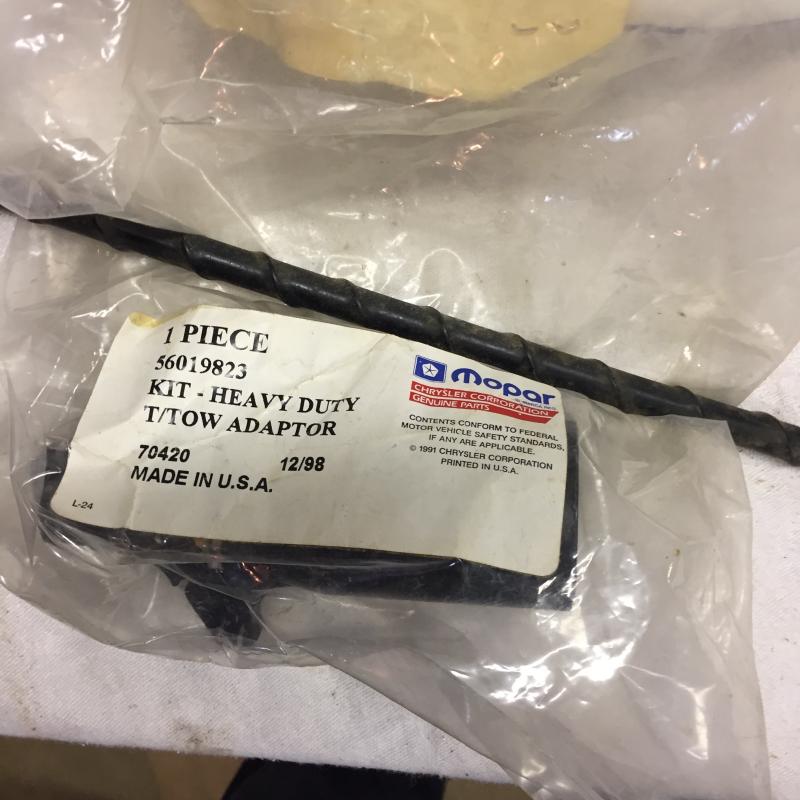 1 PIECE
56019823
KIT - HEAVY DUTY
T/TOW ADAPTOR
70420 12/98
MADE IN U.S.A.
L-24
Mopar
CHRYSLER CORPORATION
GENUINE PARTS
CONTENTS CONFORM TO FEDERAL
MOTOR VEHICLE SAFETY STANDARDS,
IF ANY ARE APPLICABLE.
© 1991 CHRYSLER CORPORATION
PRINTED IN U.S.A.